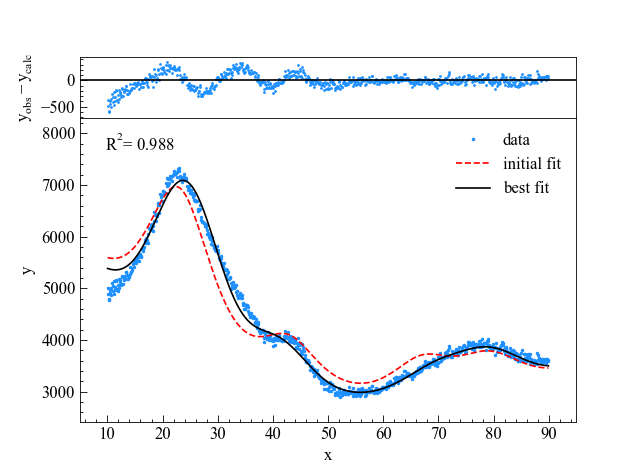 y_obs − y_calc
0
−500
R²= 0.988
data
initial fit
best fit
y
8000
7000
6000
5000
4000
3000
10 20 30 40 50 60 70 80 90
x